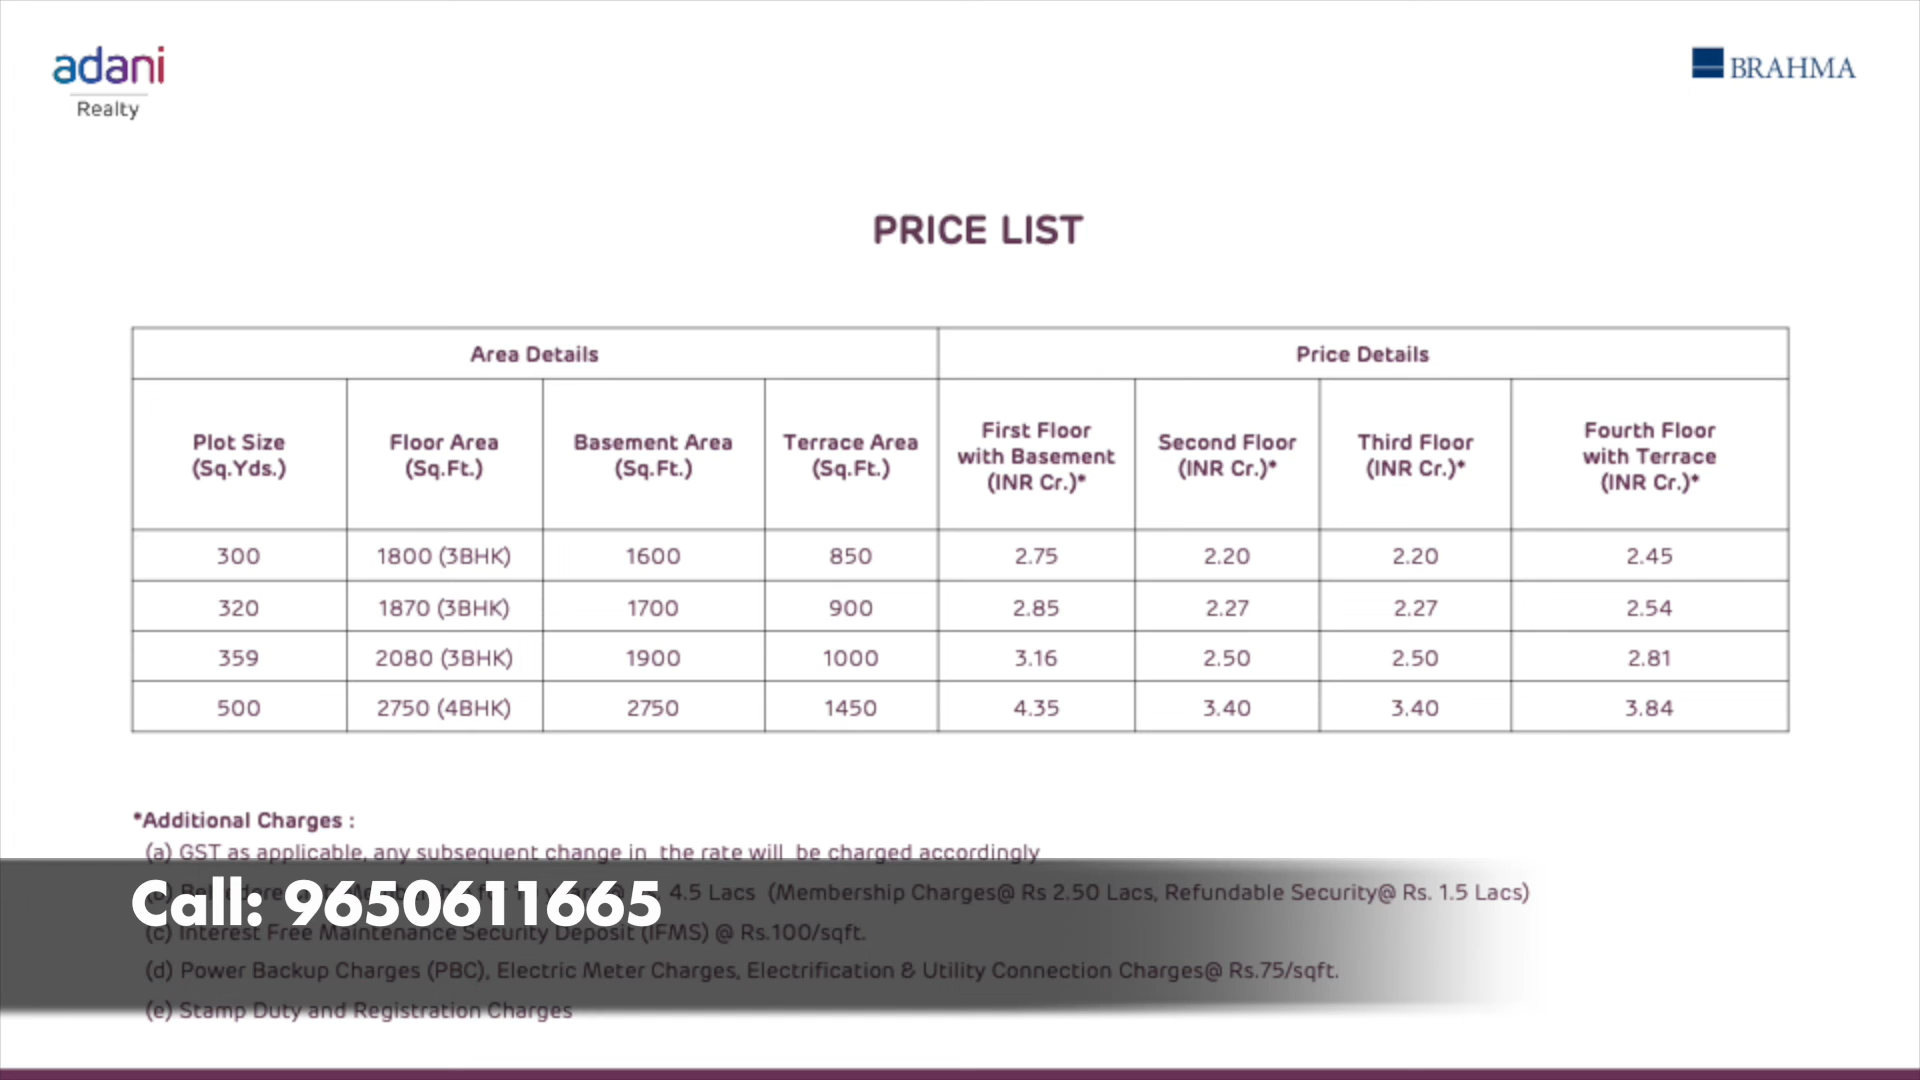 adani
Realty
BRAHMA
PRICE LIST
Area Details Price Details
Plot Size (Sq.Yds.) Floor Area (Sq.Ft.) Basement Area (Sq.Ft.) Terrace Area (Sq.Ft.) First Floor with Basement (INR Cr.)* Second Floor (INR Cr.)* Third Floor (INR Cr.)* Fourth Floor with Terrace (INR Cr.)*
300 1800 (3BHK) 1600 850 2.75 2.20 2.20 2.45
320 1870 (3BHK) 1700 900 2.85 2.27 2.27 2.54
359 2080 (3BHK) 1900 1000 3.16 2.50 2.50 2.81
500 2750 (4BHK) 2750 1450 4.35 3.40 3.40 3.84
*Additional Charges :
(a) GST as applicable, any subsequent change in the rate will be charged accordingly
4.5 Lacs (Membership Charges@ Rs 2.50 Lacs, Refundable Security@ Rs. 1.5 Lacs)
Call: 9650611665
(c) Interest Free Maintenance Security Deposit (IFMS) @ Rs.100/sqft.
(d) Power Backup Charges (PBC), Electric Meter Charges, Electrification & Utility Connection Charges@ Rs.75/sqft.
(e) Stamp Duty and Registration Charges